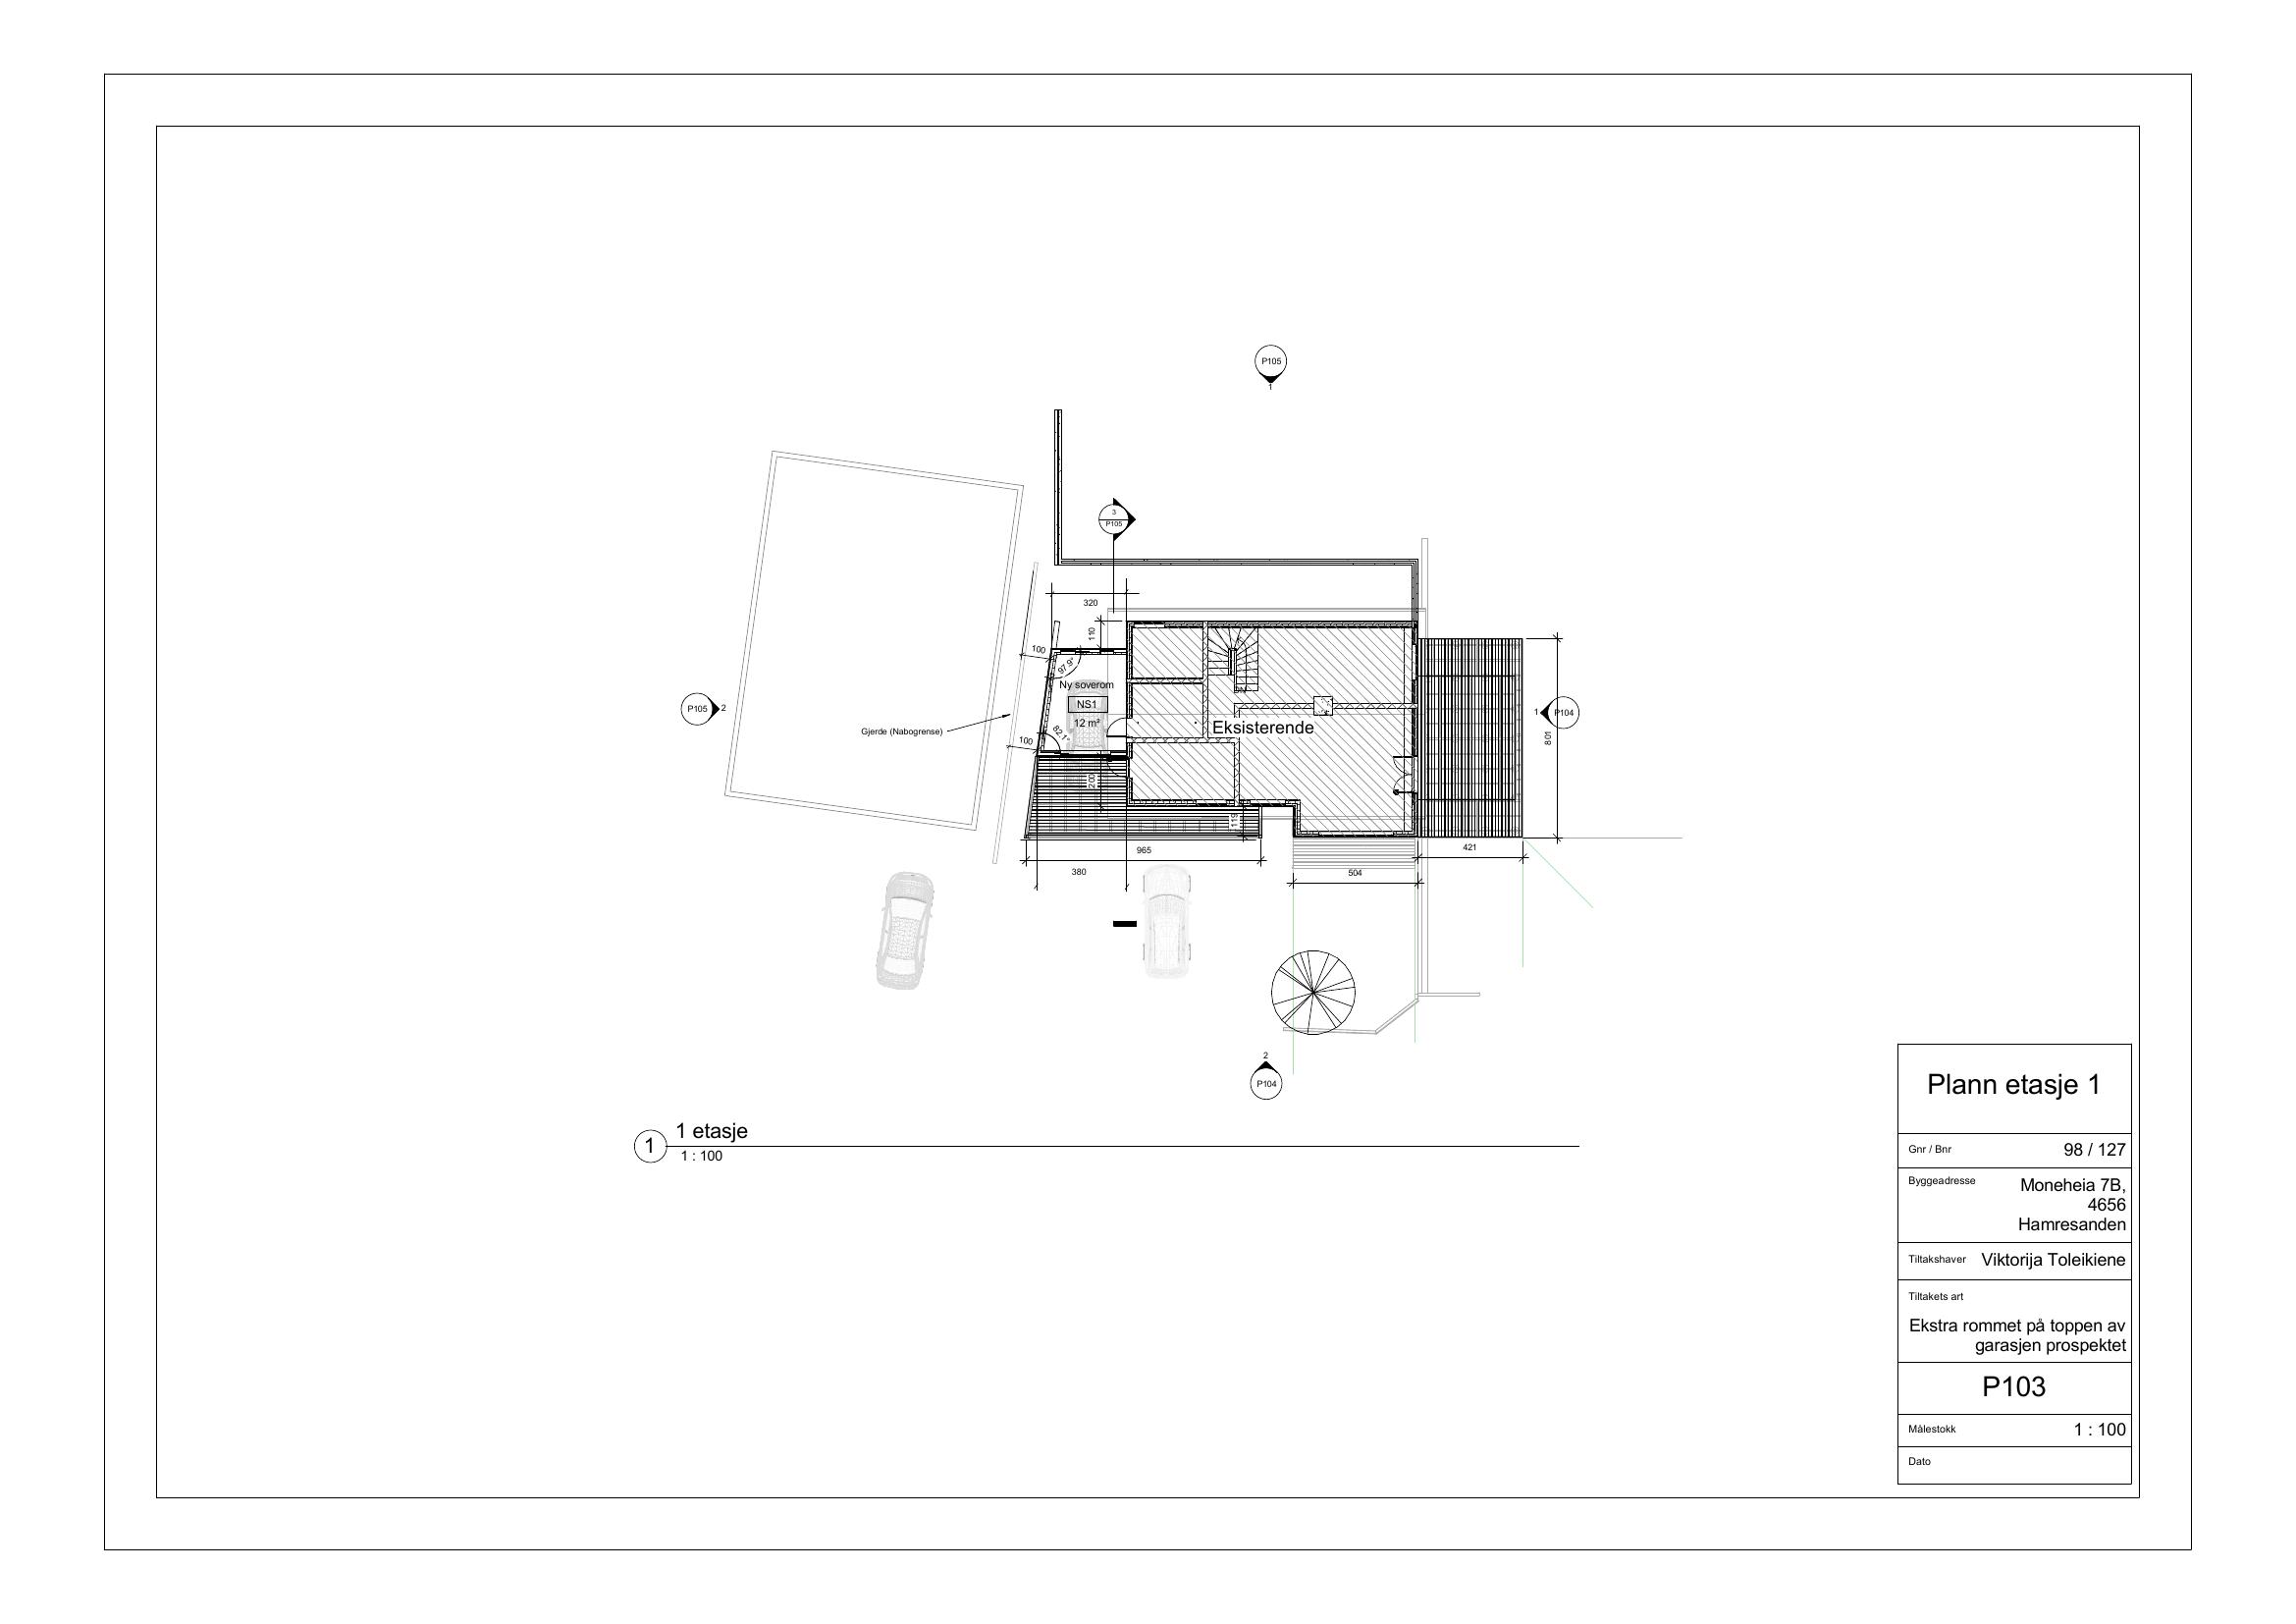 P105
1
3
P105
320
110
100
97.9°
Ny soverom
NS1
12 m²
DN
P105
2
1
P104
Eksisterende
Gjerde (Nabogrense)
82.1°
100
801
200
119
965
421
380
504
2
P104
1
1 etasje
1 : 100
Plann etasje 1
Gnr / Bnr
98 / 127
Byggeadresse
Moneheia 7B,
4656
Hamresanden
Tiltakshaver
Viktorija Toleikiene
Tiltakets art
Ekstra rommet på toppen av
garasjen prospektet
P103
Målestokk
1 : 100
Dato